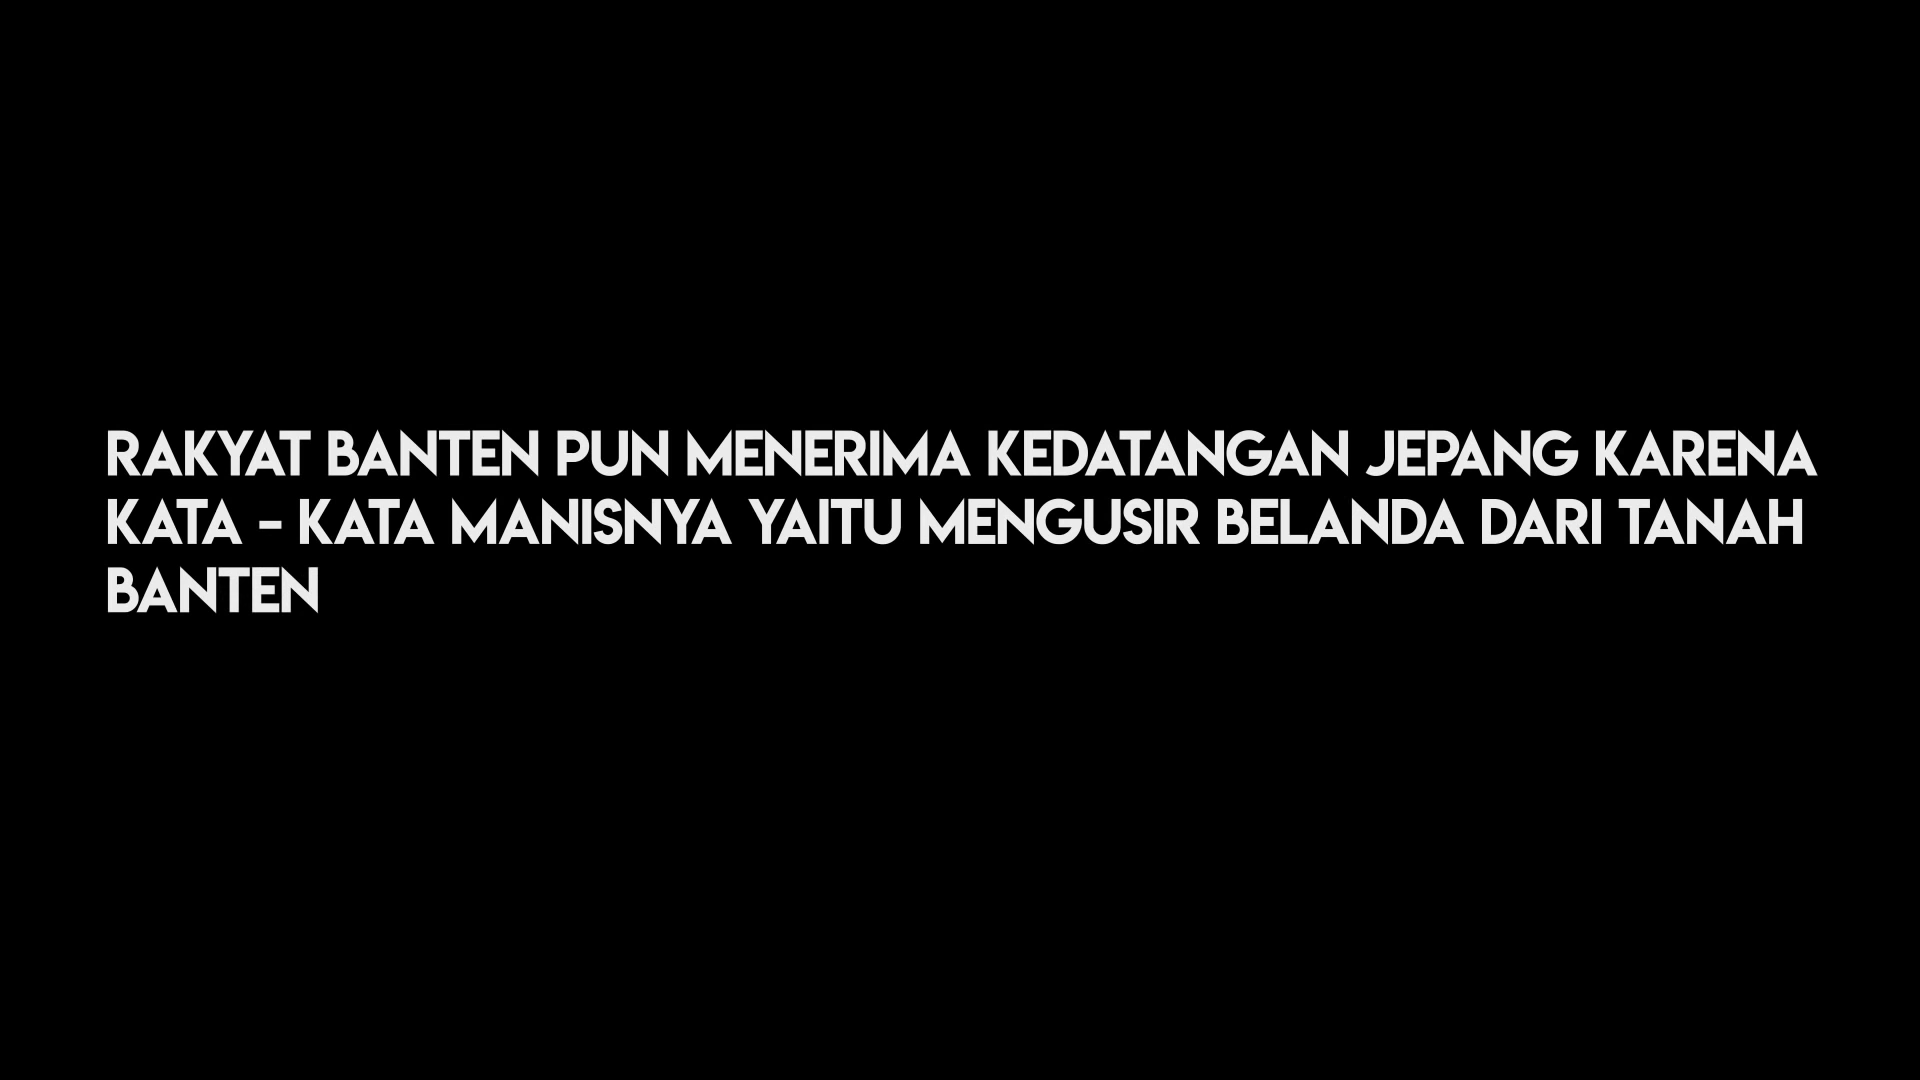 RAKYAT BANTEN PUN MENERIMA KEDATANGAN JEPANG KARENA
KATA - KATA MANISNYA YAITU MENGUSIR BELANDA DARI TANAH
BANTEN